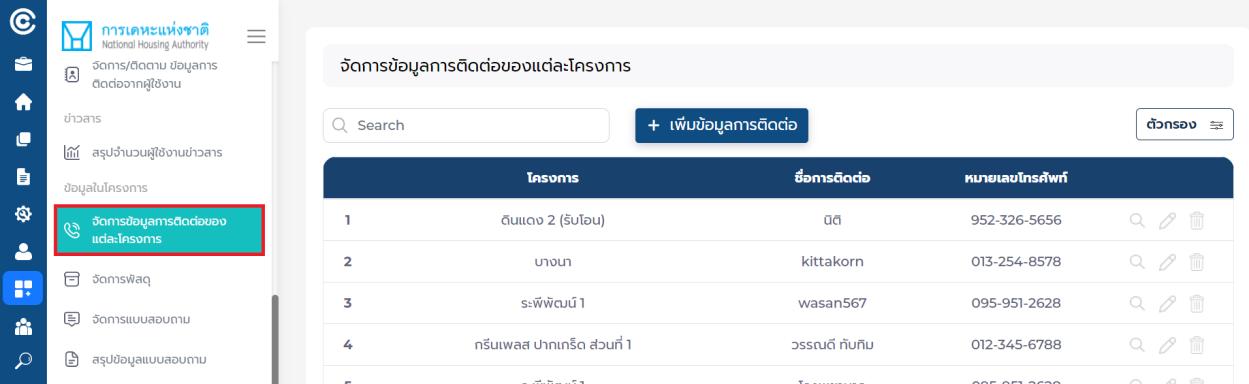 การเคหะแห่งชาติ
National Housing Authority
จัดการ/ติดตาม ข้อมูลการ
ติดต่อจากผู้ใช้งาน
ข่าวสาร
สรุปจำนวนผู้ใช้งานข่าวสาร
ข้อมูลในโครงการ
จัดการข้อมูลการติดต่อของ
แต่ละโครงการ
จัดการพัสดุ
จัดการแบบสอบถาม
สรุปข้อมูลแบบสอบถาม
จัดการข้อมูลการติดต่อของแต่ละโครงการ
Search
+ เพิ่มข้อมูลการติดต่อ
ตัวกรอง
โครงการ ชื่อการติดต่อ หมายเลขโทรศัพท์
1 ดินแดง 2 (รับโอน) นิติ 952-326-5656
2 บางนา kittakorn 013-254-8578
3 ระพีพัฒน์ 1 wasan567 095-951-2628
4 กรีนเพลส ปากเกร็ด ส่วนที่ 1 วรรณดี ทับทิม 012-345-6788